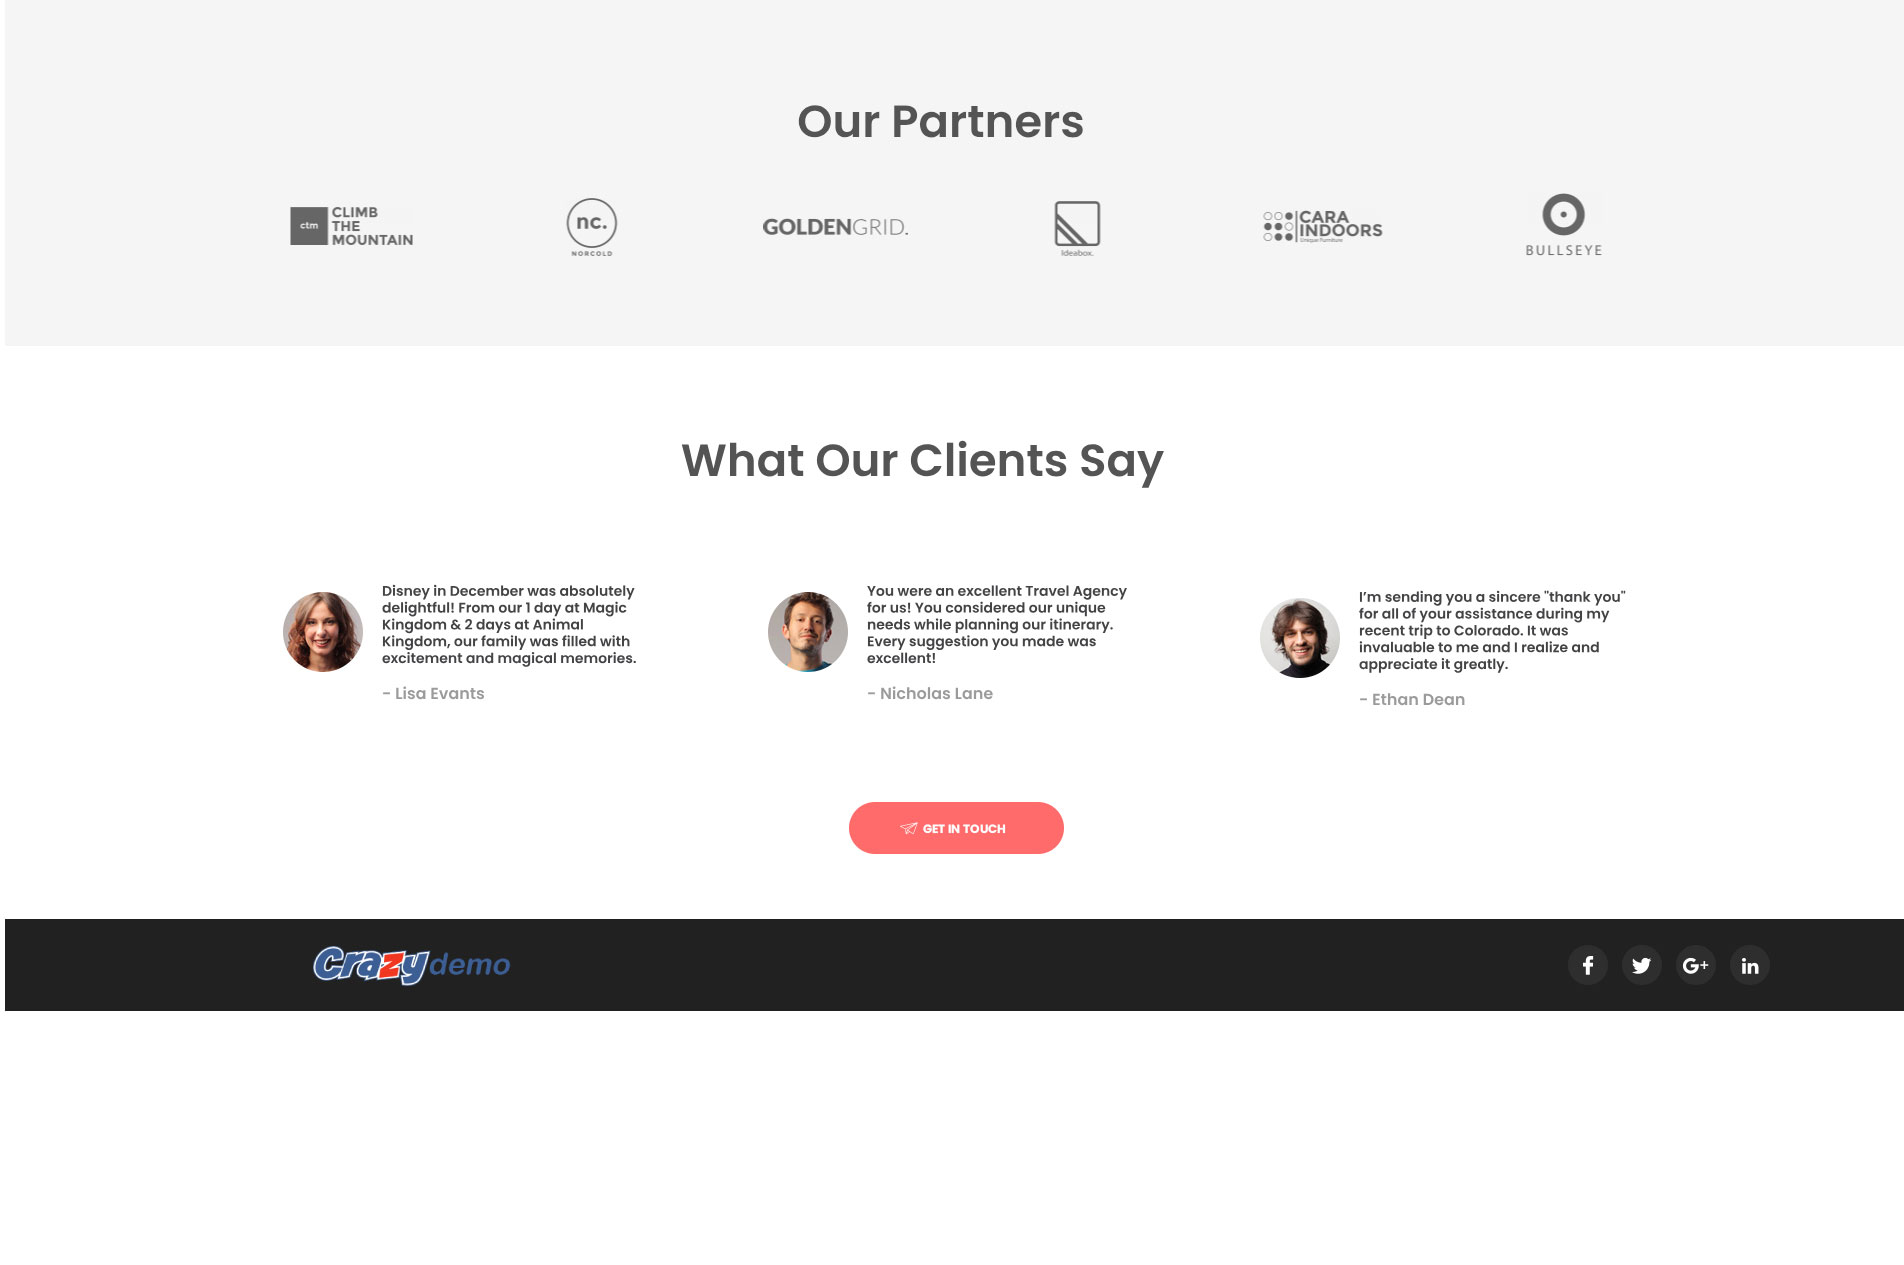 Our Partners
ctm
CLIMB
THE
MOUNTAIN
nc.
NORCOLD
GOLDENGRID.
Ideabox.
CARA
INDOORS
Unique Furniture
BULLSEYE
What Our Clients Say
Disney in December was absolutely
delightful! From our 1 day at Magic
Kingdom & 2 days at Animal
Kingdom, our family was filled with
excitement and magical memories.
- Lisa Evants
You were an excellent Travel Agency
for us! You considered our unique
needs while planning our itinerary.
Every suggestion you made was
excellent!
- Nicholas Lane
I’m sending you a sincere "thank you"
for all of your assistance during my
recent trip to Colorado. It was
invaluable to me and I realize and
appreciate it greatly.
- Ethan Dean
GET IN TOUCH
Crazydemo
f
G+
in